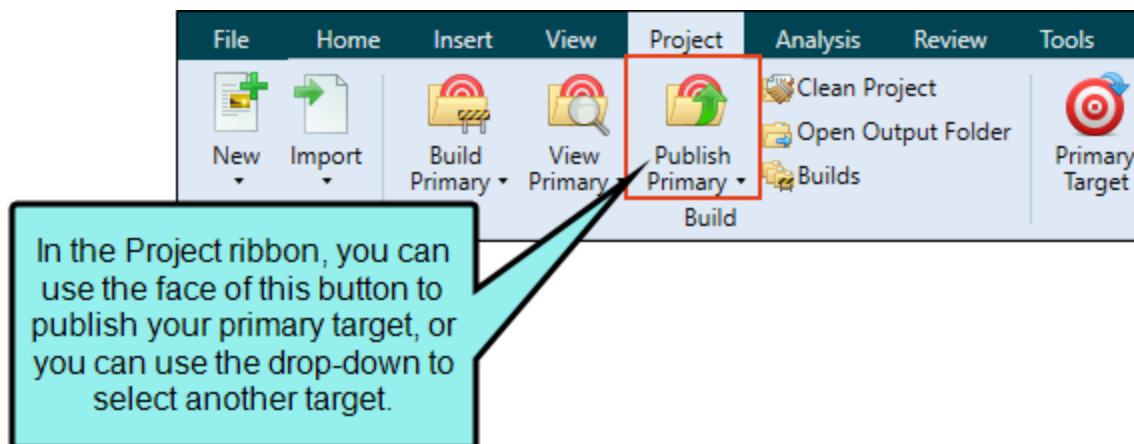 File Home Insert View Project Analysis Review Tools
New
Import
Build
Primary
View
Primary
Publish
Primary
Clean Project
Open Output Folder
Builds
Primary
Target
Build
In the Project ribbon, you can
use the face of this button to
publish your primary target, or
you can use the drop-down to
select another target.